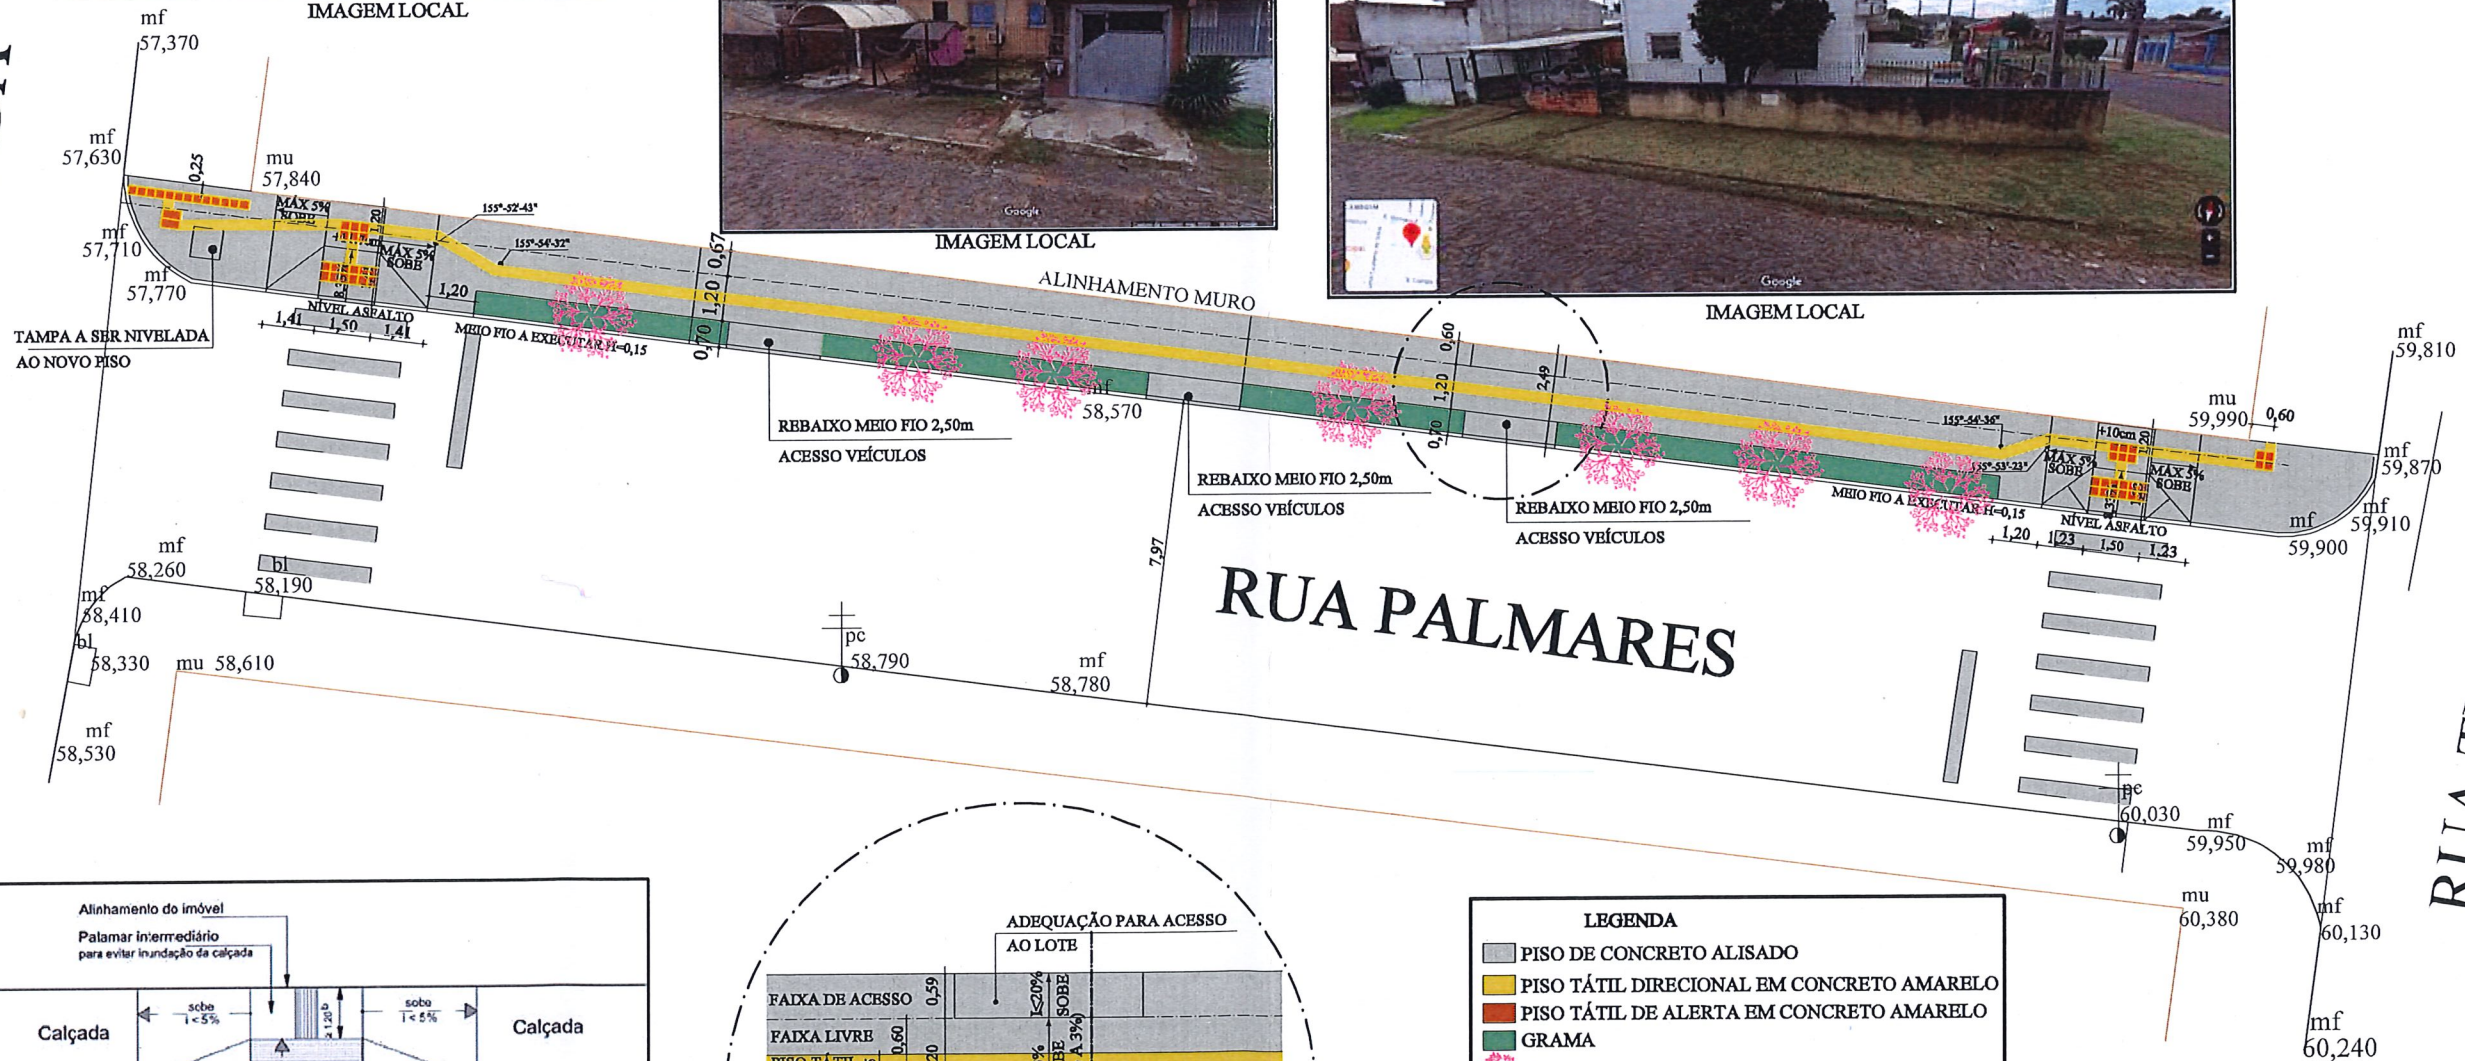 IMAGEM LOCAL
mf
57,370
mf
57,630
0,25
mu
57,840
MÁX 5%
SOBE
1,20
MÁX 5%
SOBE
155°-52'-43"
155°-54'-32"
mf
57,710
mf
57,770
TAMPA A SER NIVELADA
AO NOVO PISO
NÍVEL ASFALTO
1,41
1,50
1,41
1,20
MEIO FIO A EXECUTAR H=0,15
0,67
1,20
0,70
Google
IMAGEM LOCAL
ALINHAMENTO MURO
Google
IMAGEM LOCAL
REBAIXO MEIO FIO 2,50m
ACESSO VEÍCULOS
mf
58,570
REBAIXO MEIO FIO 2,50m
ACESSO VEÍCULOS
0,60
1,20
0,70
2,49
REBAIXO MEIO FIO 2,50m
ACESSO VEÍCULOS
155°-54'-36"
155°-53'-23"
MÁX 5%
SOBE
+10cm
1,20
MÁX 5%
SOBE
mu
59,990
0,60
mf
59,810
mf
59,870
mf
59,910
mf
59,900
MEIO FIO A EXECUTAR H=0,15
NÍVEL ASFALTO
1,20
1,23
1,50
1,23
7,97
RUA PALMARES
mf
58,260
bl
58,190
mf
58,410
bl
58,330
mu 58,610
mf
58,530
pc
58,790
mf
58,780
pc
60,030
mf
59,950
mf
59,980
mu
60,380
mf
60,130
mf
60,240
Alinhamento do imóvel
Palamar intermediário
para evitar inundação da calçada
Calçada
sobe
i < 5%
≥ 1,20
sobe
i < 5%
Calçada
ADEQUAÇÃO PARA ACESSO
AO LOTE
FAIXA DE ACESSO
0,59
I≤20%
SOBE
FAIXA LIVRE
0,60
LEGENDA
PISO DE CONCRETO ALISADO
PISO TÁTIL DIRECIONAL EM CONCRETO AMARELO
PISO TÁTIL DE ALERTA EM CONCRETO AMARELO
GRAMA